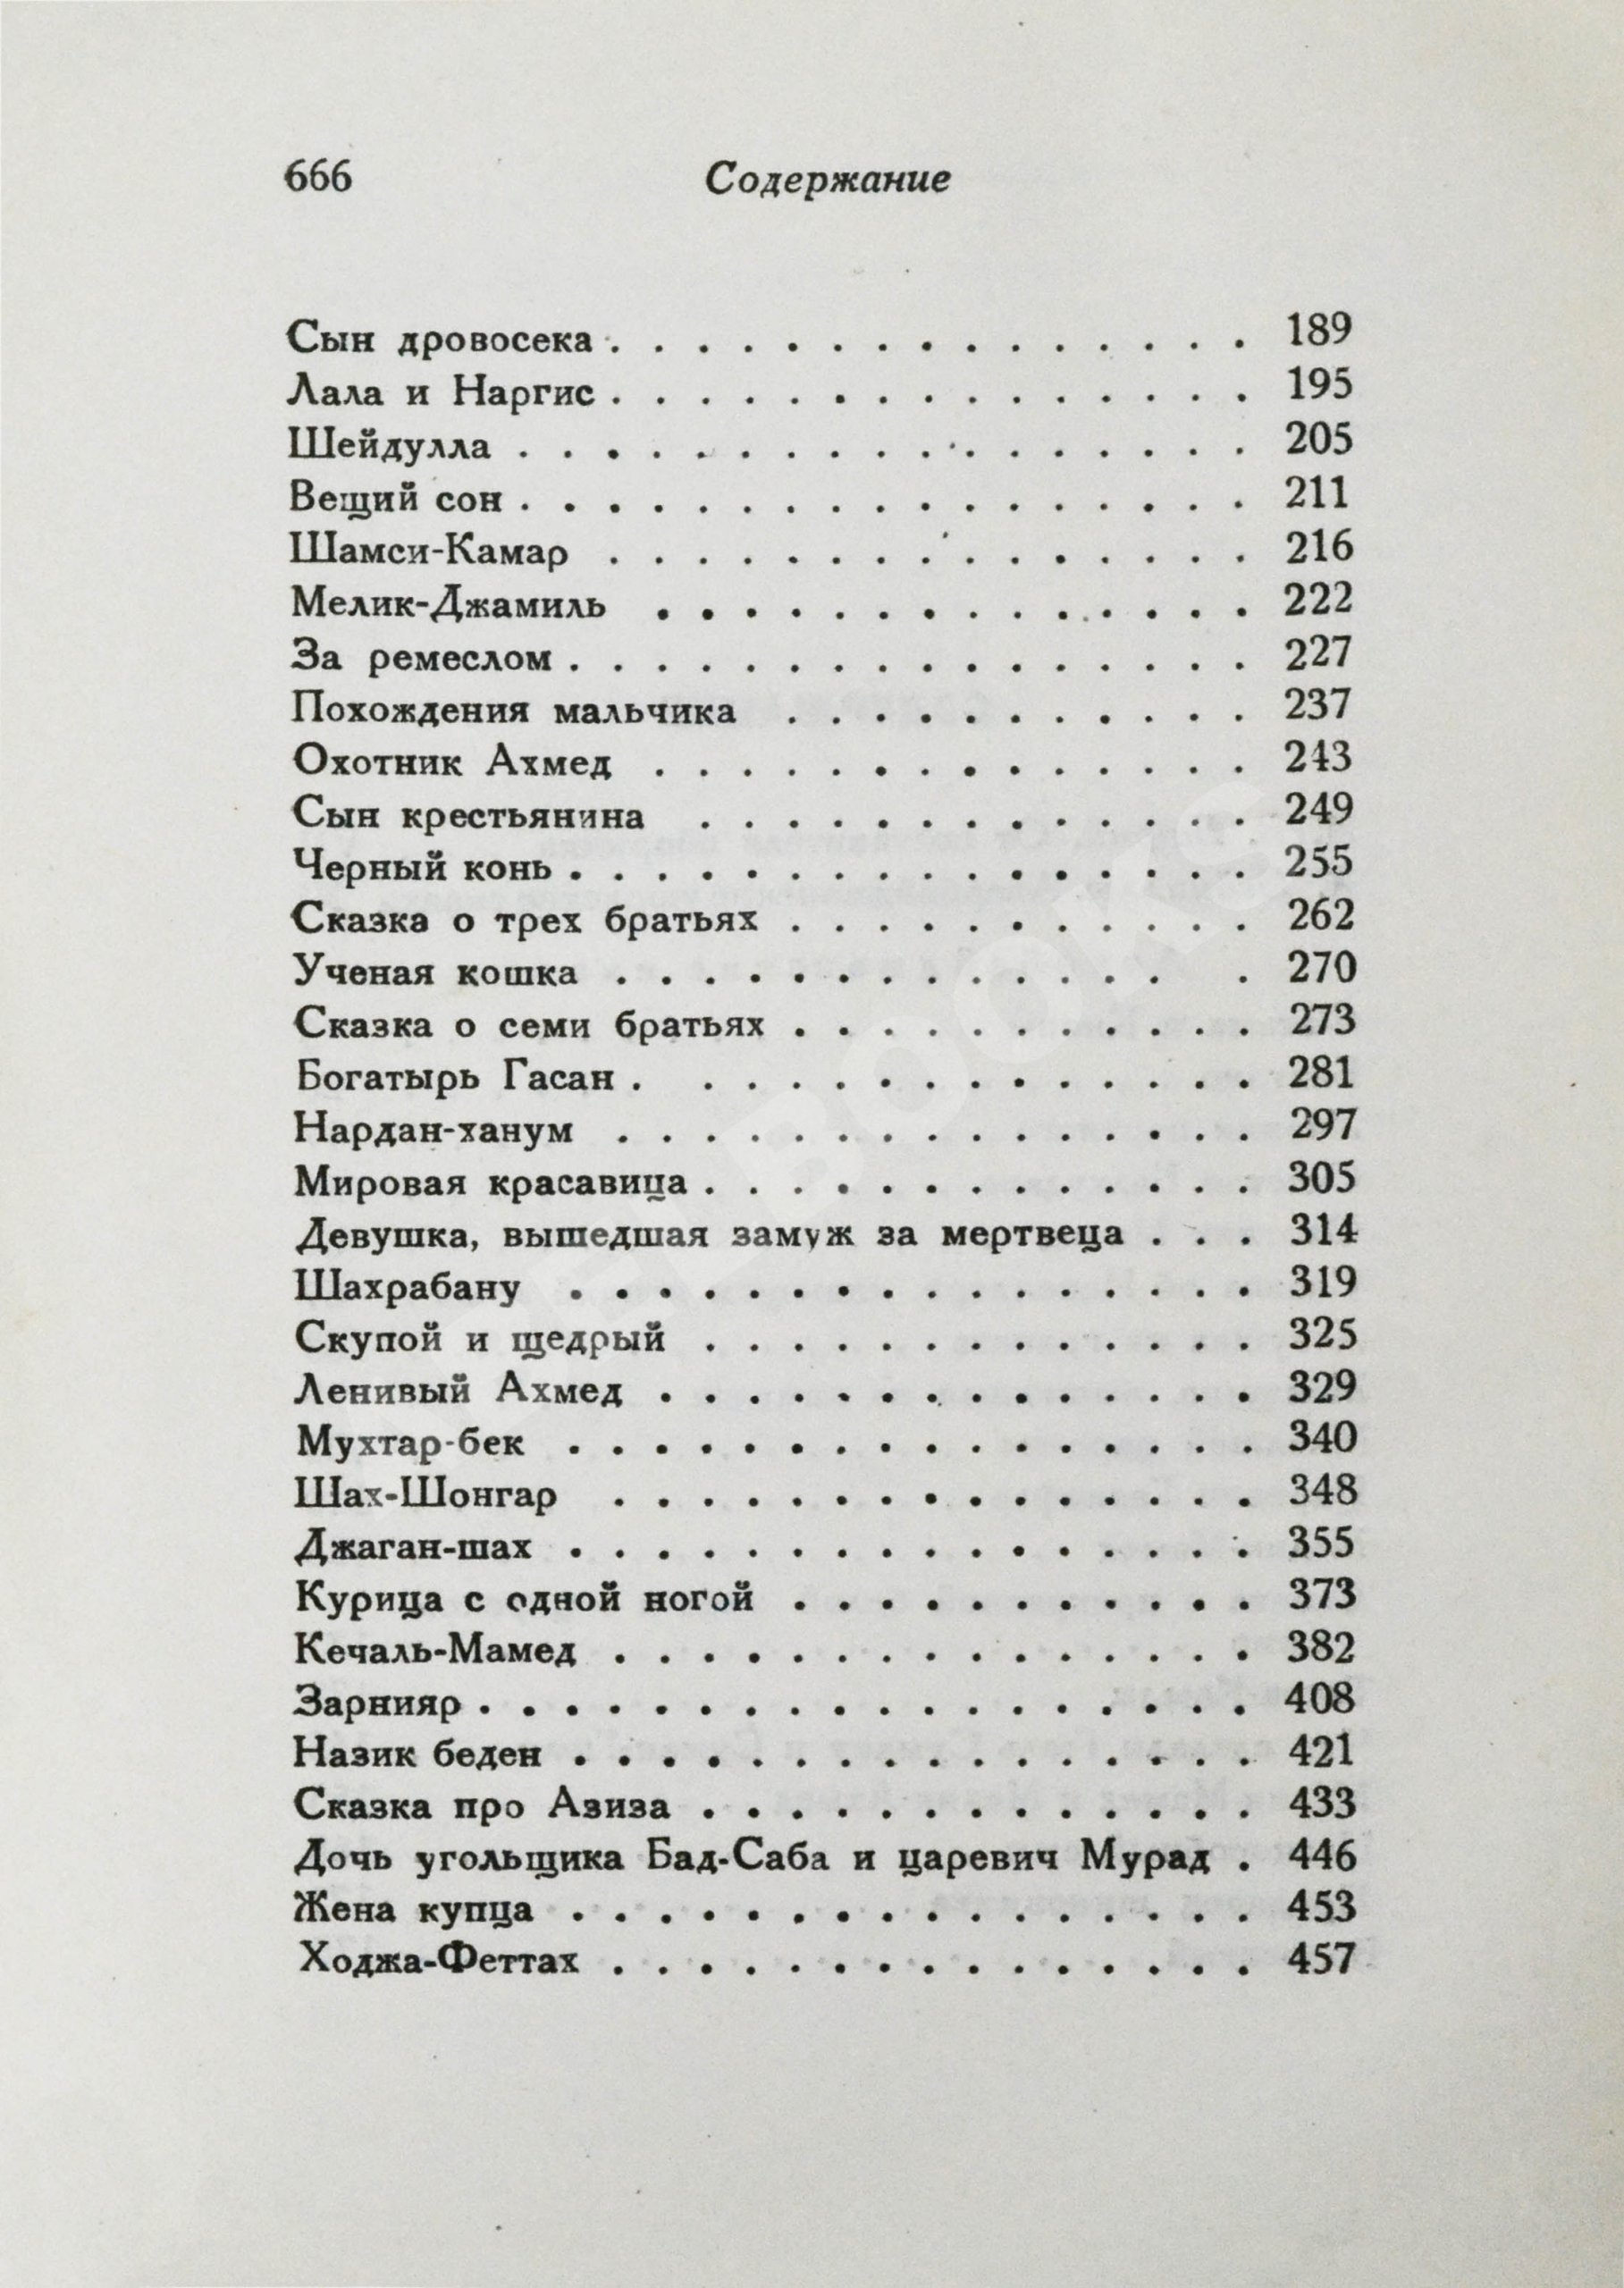 666 Содержание
Сын дровосека . . . . . . . . . . . . . . . 189
Лала и Наргис . . . . . . . . . . . . . . . 195
Шейдулла . . . . . . . . . . . . . . . . . 205
Вещий сон . . . . . . . . . . . . . . . . . 211
Шамси-Камар . . . . . . . . . . . . . . . 216
Мелик-Джамиль . . . . . . . . . . . . . . 222
За ремеслом . . . . . . . . . . . . . . . . 227
Похождения мальчика . . . . . . . . . . . 237
Охотник Ахмед . . . . . . . . . . . . . . 243
Сын крестьянина . . . . . . . . . . . . . 249
Черный конь . . . . . . . . . . . . . . . . 255
Сказка о трех братьях . . . . . . . . . . . 262
Ученая кошка . . . . . . . . . . . . . . 270
Сказка о семи братьях . . . . . . . . . . . 273
Богатырь Гасан . . . . . . . . . . . . . . 281
Нардан-ханум . . . . . . . . . . . . . . . 297
Мировая красавица . . . . . . . . . . . . . 305
Девушка, вышедшая замуж за мертвеца . . . 314
Шахрабану . . . . . . . . . . . . . . . . 319
Скупой и щедрый . . . . . . . . . . . . . 325
Ленивый Ахмед . . . . . . . . . . . . . . 329
Мухтар-бек . . . . . . . . . . . . . . . . 340
Шах-Шонгар . . . . . . . . . . . . . . . 348
Джаган-шах . . . . . . . . . . . . . . . . 355
Курица с одной ногой . . . . . . . . . . . 373
Кечаль-Мамед . . . . . . . . . . . . . . . 382
Зарнияр . . . . . . . . . . . . . . . . . . 408
Назик беден . . . . . . . . . . . . . . . . 421
Сказка про Азиза . . . . . . . . . . . . . 433
Дочь угольщика Бад-Саба и царевич Мурад . 446
Жена купца . . . . . . . . . . . . . . . . 453
Ходжа-Феттах . . . . . . . . . . . . . . . 457